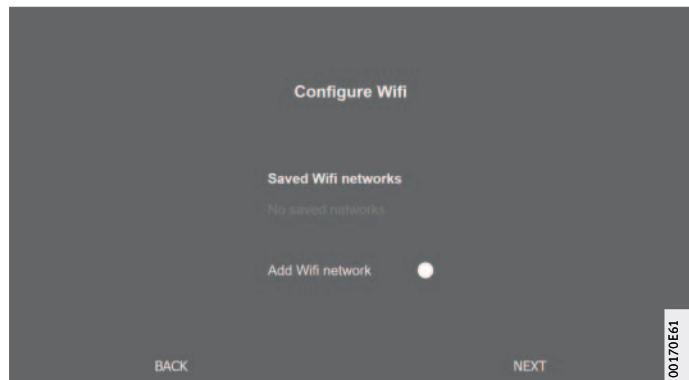 Configure Wifi
Saved Wifi networks
No saved networks
Add Wifi network
BACK
NEXT
00170E61